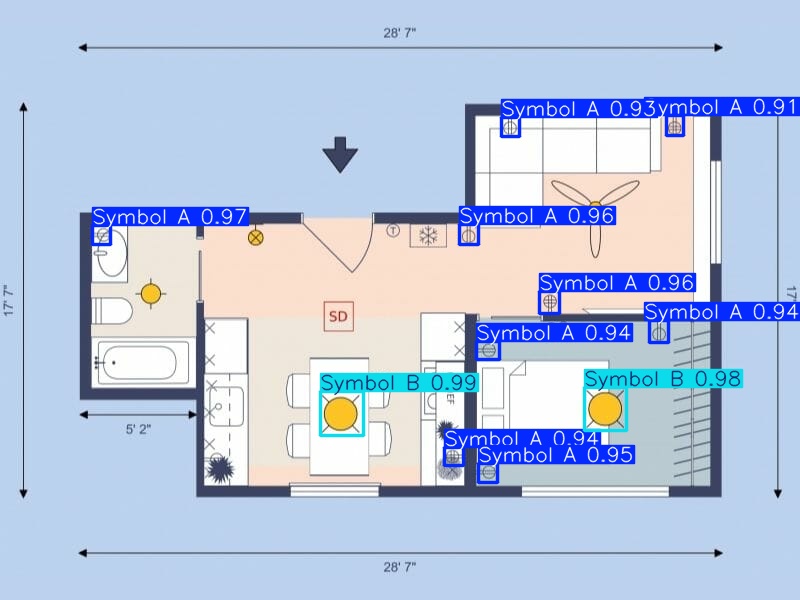 28' 7"
Symbol A 0.93
ymbol A 0.91
Symbol A 0.97
Symbol A 0.96
T
Symbol A 0.96
17' 7"
17'
Symbol A 0.94
SD
Symbol A 0.94
Symbol B 0.99
Symbol B 0.98
EF
5' 2"
Symbol A 0.94
Symbol A 0.95
28' 7"